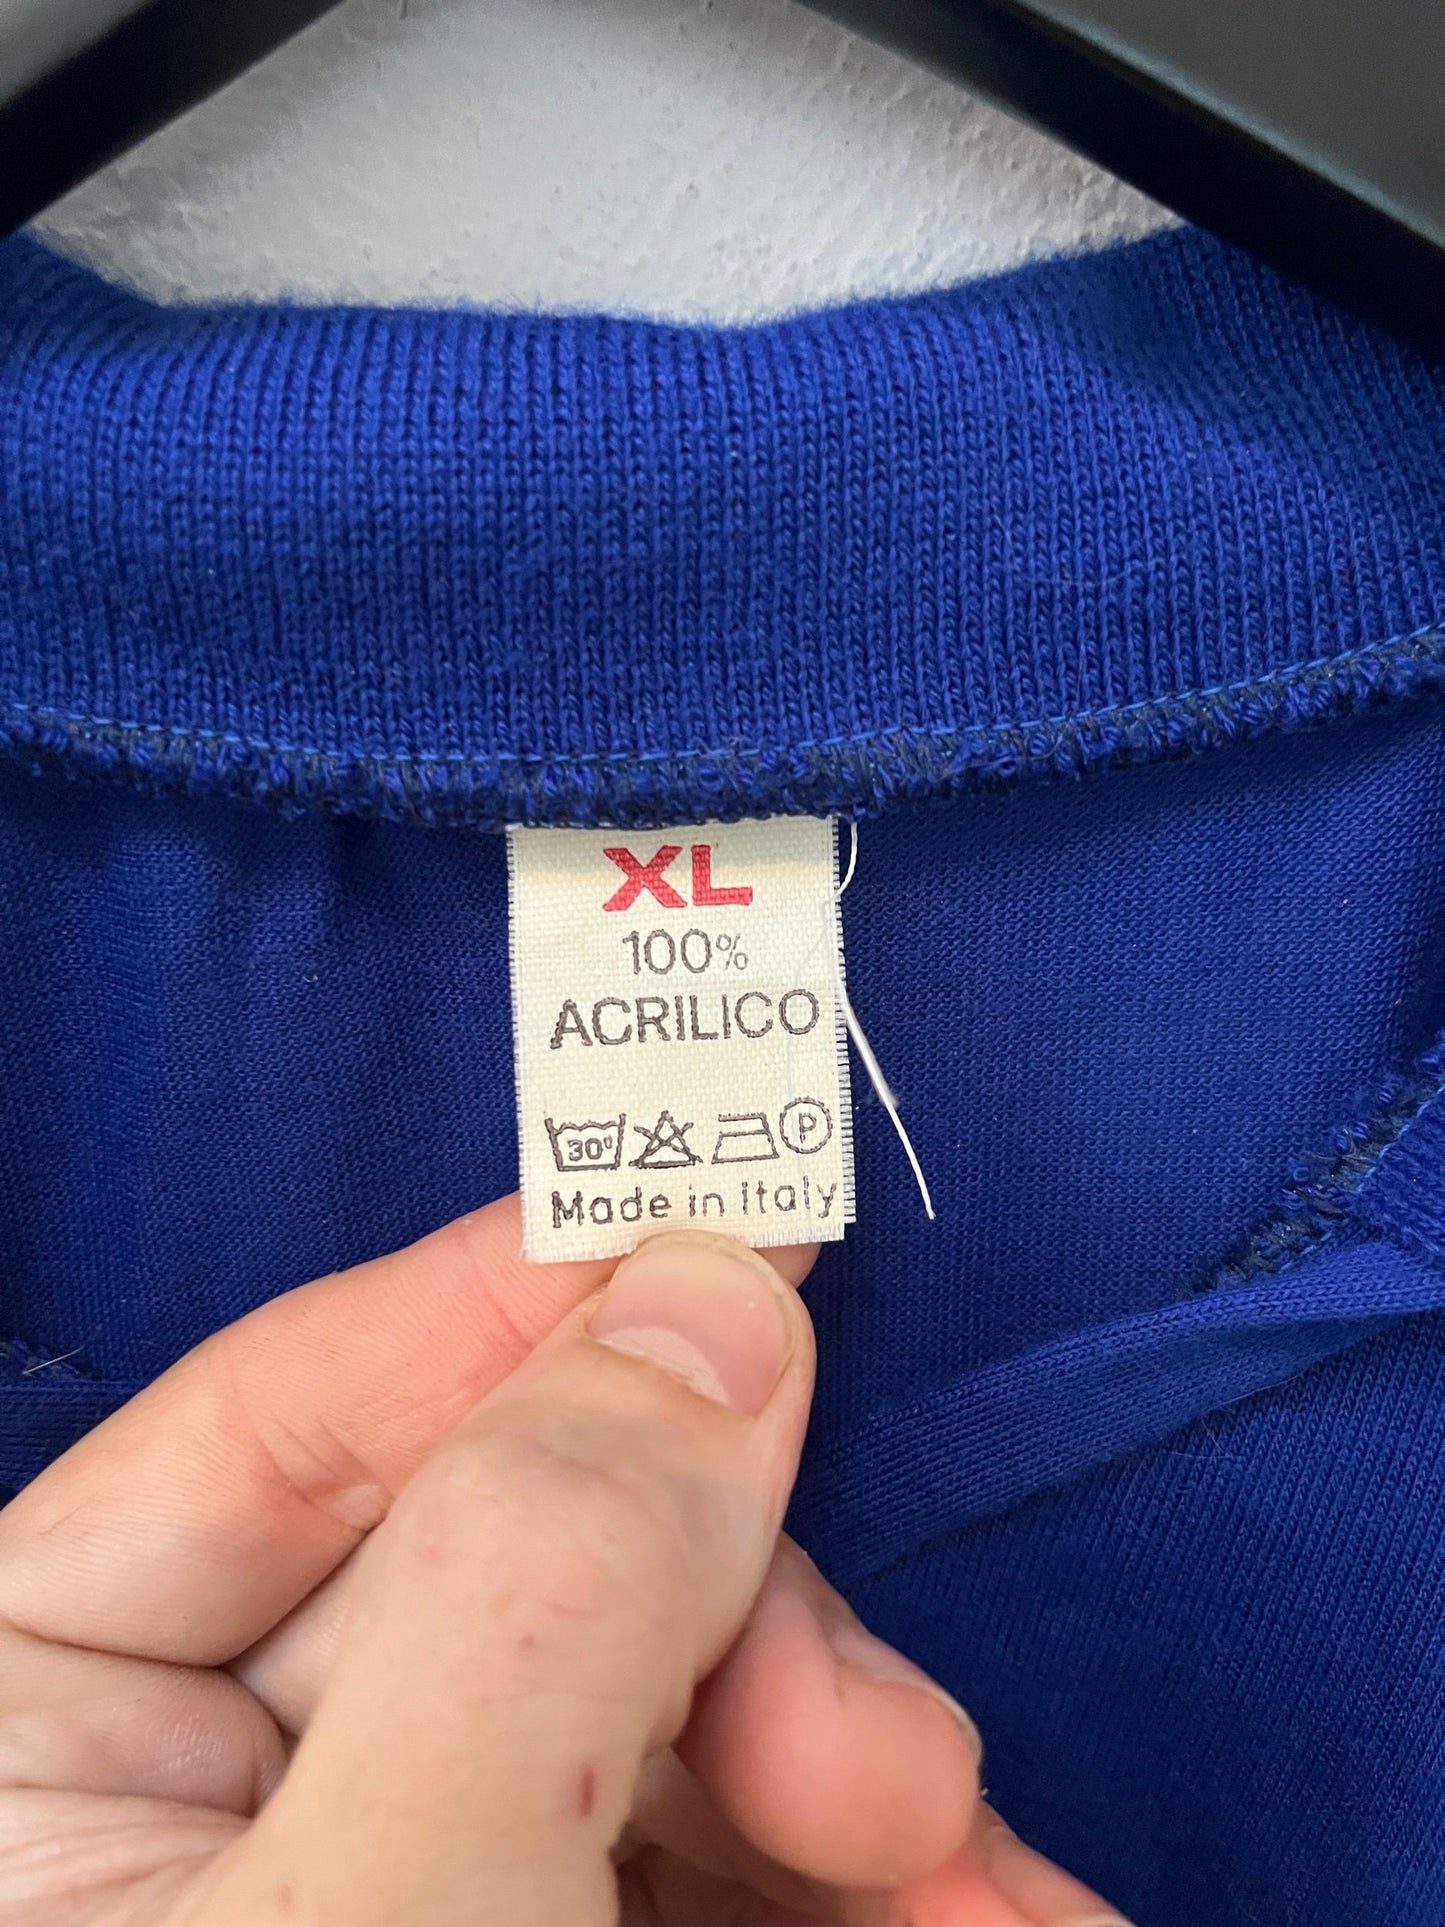 XL
100%
ACRILICO
30° P
Made in Italy